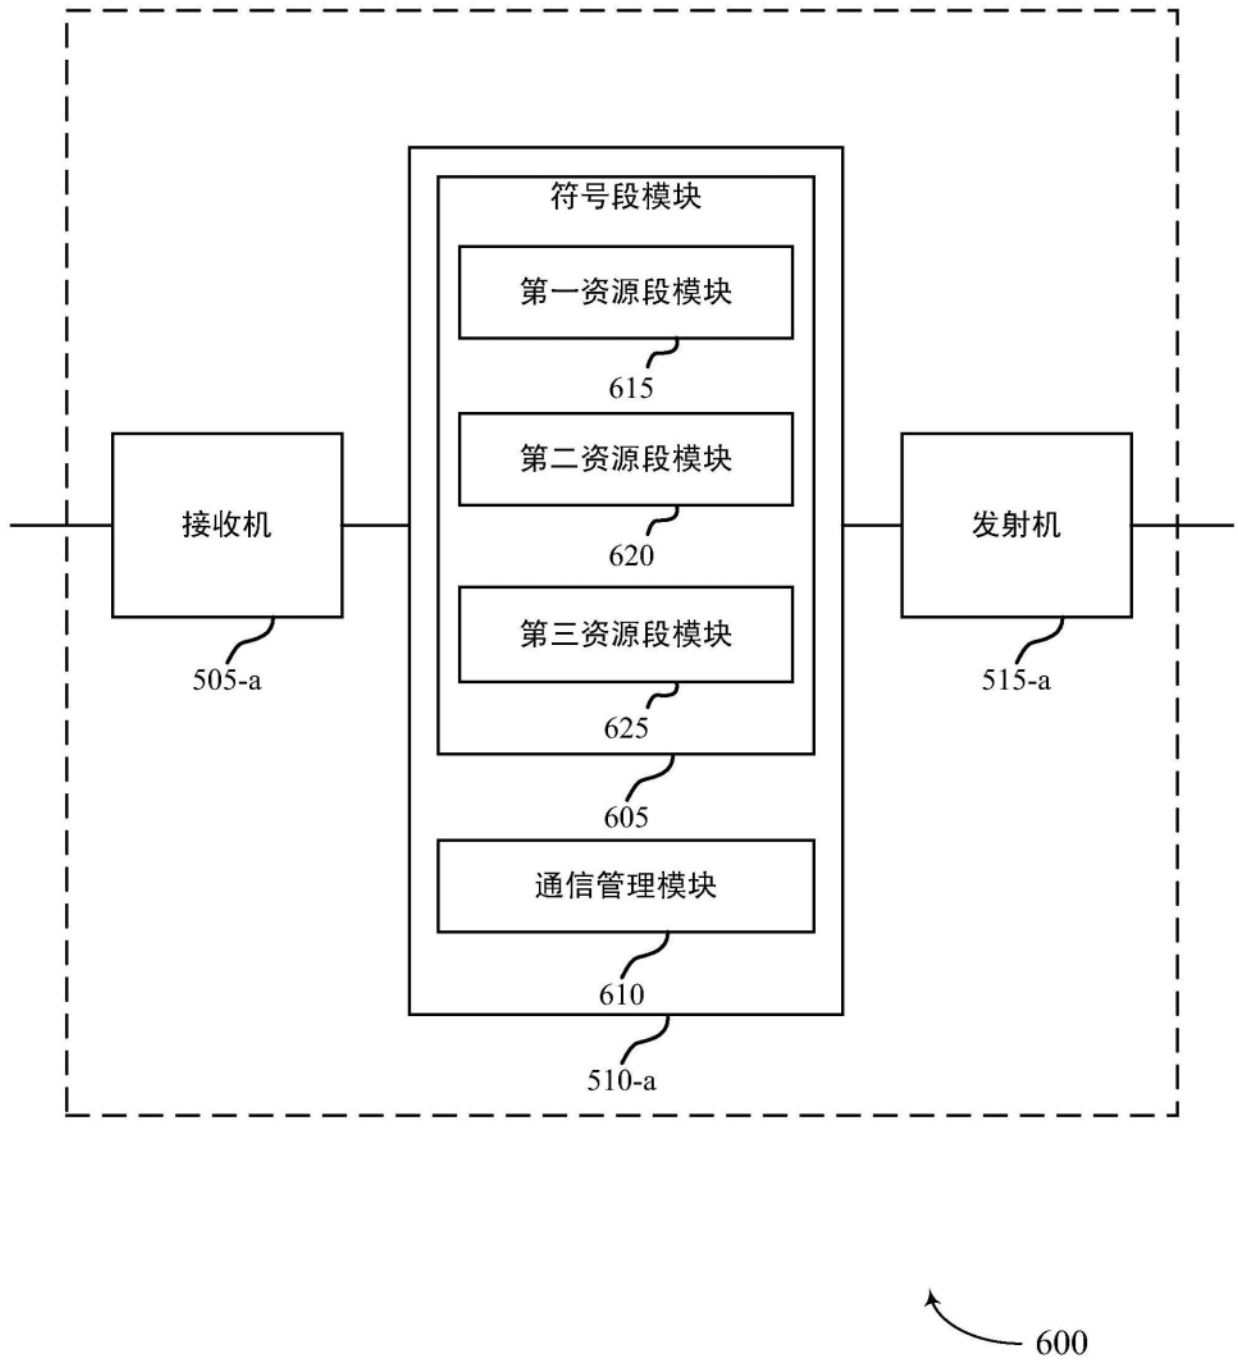 符号段模块
第一资源段模块
615
第二资源段模块
620
接收机
发射机
第三资源段模块
505-a
515-a
625
605
通信管理模块
610
510-a
600